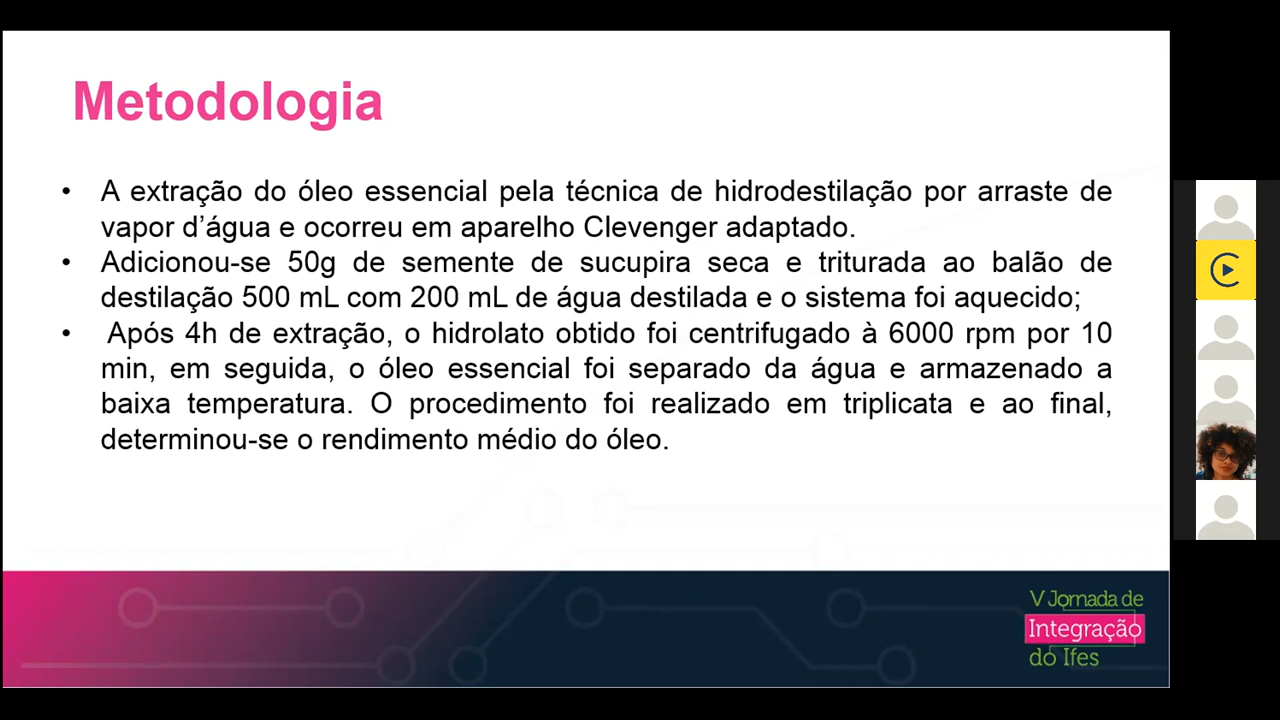 Metodologia
• A extração do óleo essencial pela técnica de hidrodestilação por arraste de
vapor d’água e ocorreu em aparelho Clevenger adaptado.
• Adicionou-se 50g de semente de sucupira seca e triturada ao balão de
destilação 500 mL com 200 mL de água destilada e o sistema foi aquecido;
• Após 4h de extração, o hidrolato obtido foi centrifugado à 6000 rpm por 10
min, em seguida, o óleo essencial foi separado da água e armazenado a
baixa temperatura. O procedimento foi realizado em triplicata e ao final,
determinou-se o rendimento médio do óleo.
V Jornada de
Integração
do Ifes